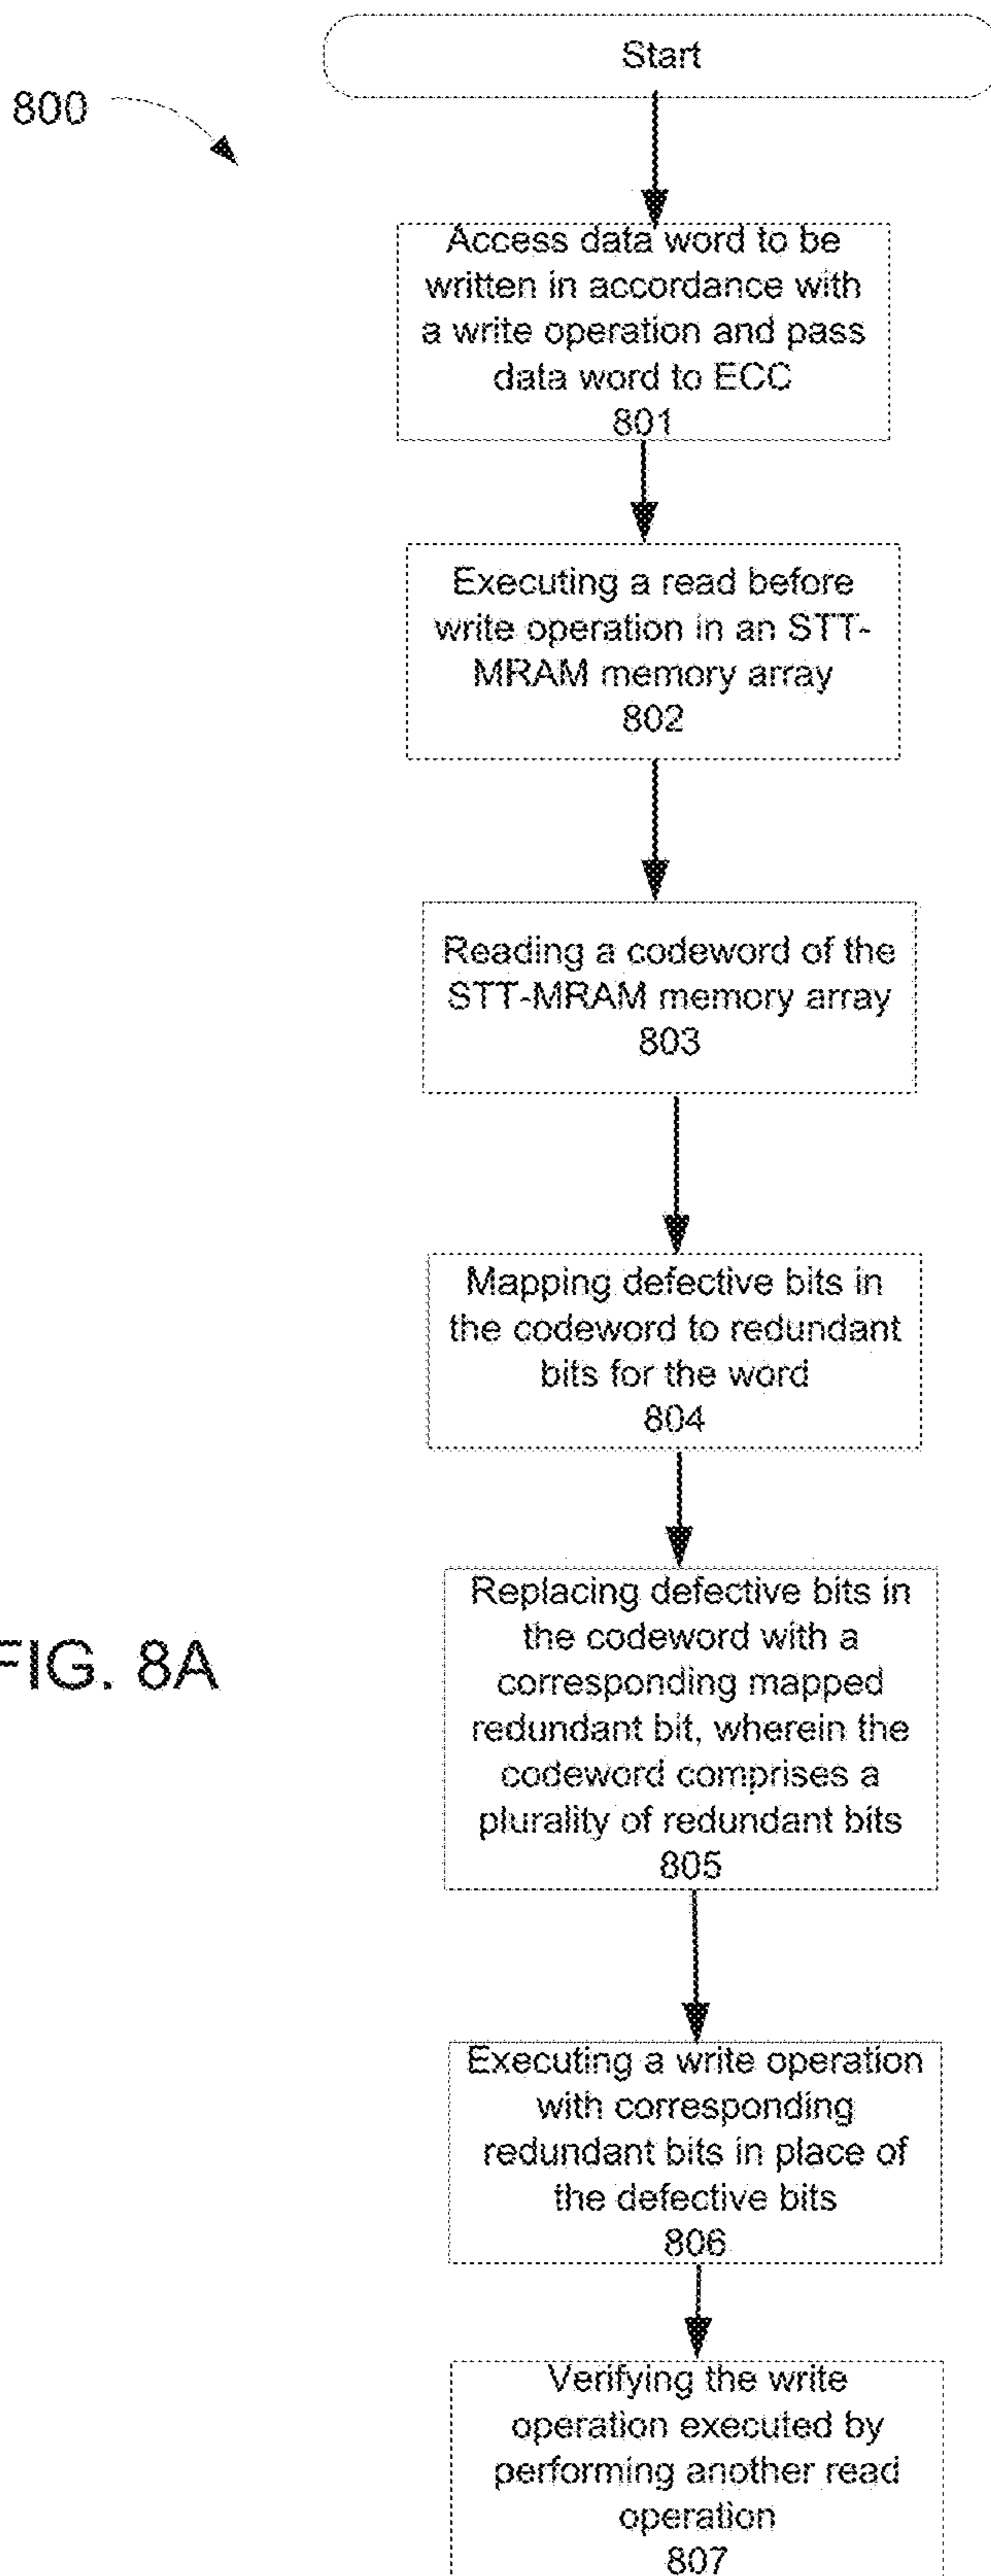 Start
800
Access data word to be
written in accordance with
a write operation and pass
data word to ECC
801
Executing a read before
write operation in an STT-
MRAM memory array
802
Reading a codeword of the
STT-MRAM memory array
803
Mapping defective bits in
the codeword to redundant
bits for the word
804
Replacing defective bits in
the codeword with a
corresponding mapped
redundant bit, wherein the
codeword comprises a
plurality of redundant bits
805
FIG. 8A
Executing a write operation
with corresponding
redundant bits in place of
the defective bits
806
Verifying the write
operation executed by
performing another read
operation
807